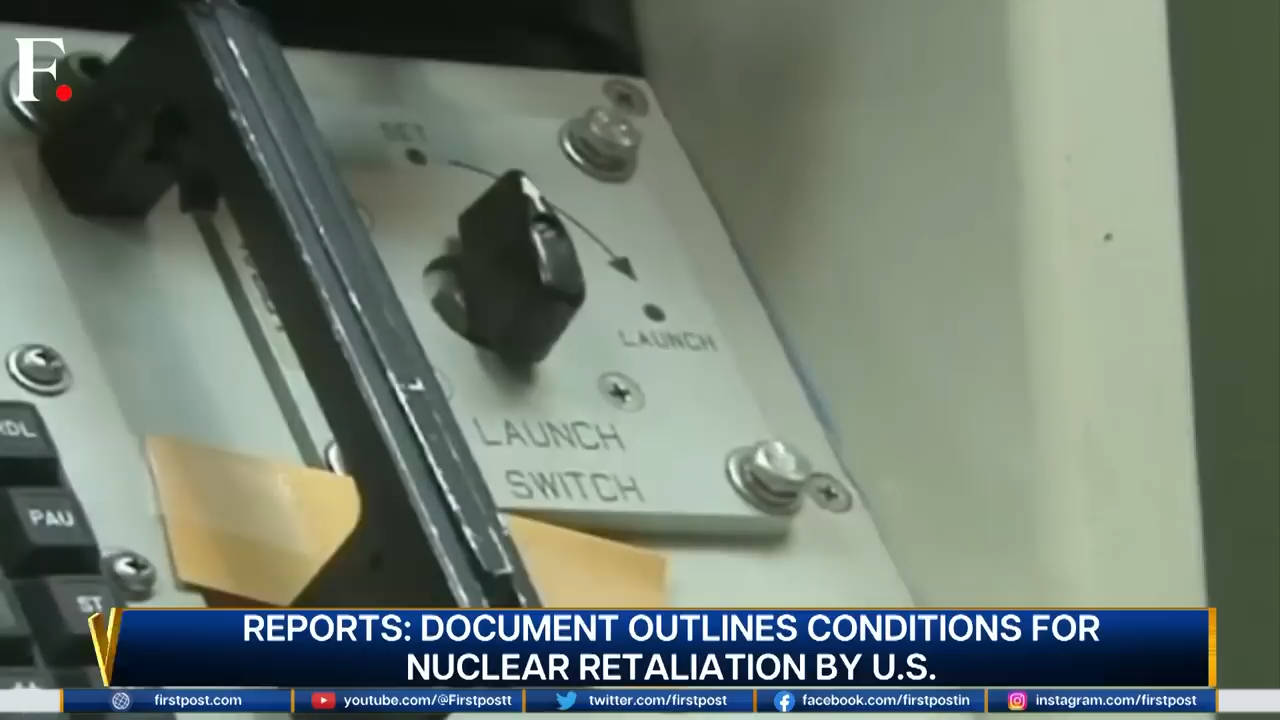 F.
SET
LAUNCH
LAUNCH
SWITCH
PAU
ST
REPORTS: DOCUMENT OUTLINES CONDITIONS FOR
NUCLEAR RETALIATION BY U.S.
firstpost.com
youtube.com/@Firstpostt
twitter.com/firstpost
facebook.com/firstpostin
instagram.com/firstpost